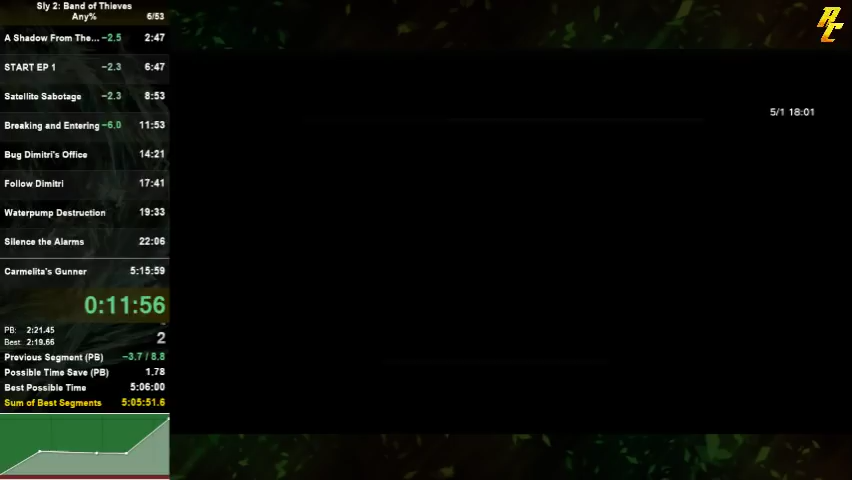 Sly 2: Band of Thieves
Any% 6/53
A Shadow From The... −2.5 2:47
START EP 1 −2.3 6:47
Satellite Sabotage −2.3 8:53
Breaking and Entering −6.0 11:53
Bug Dimitri's Office 14:21
Follow Dimitri 17:41
Waterpump Destruction 19:33
Silence the Alarms 22:06
Carmelita's Gunner 5:15:59
0:11:56
PB: 2:21.45
Best: 2:19.66
2
Previous Segment (PB) −3.7 / 8.8
Possible Time Save (PB) 1.78
Best Possible Time 5:06:00
Sum of Best Segments 5:05:51.6
5/1 18:01